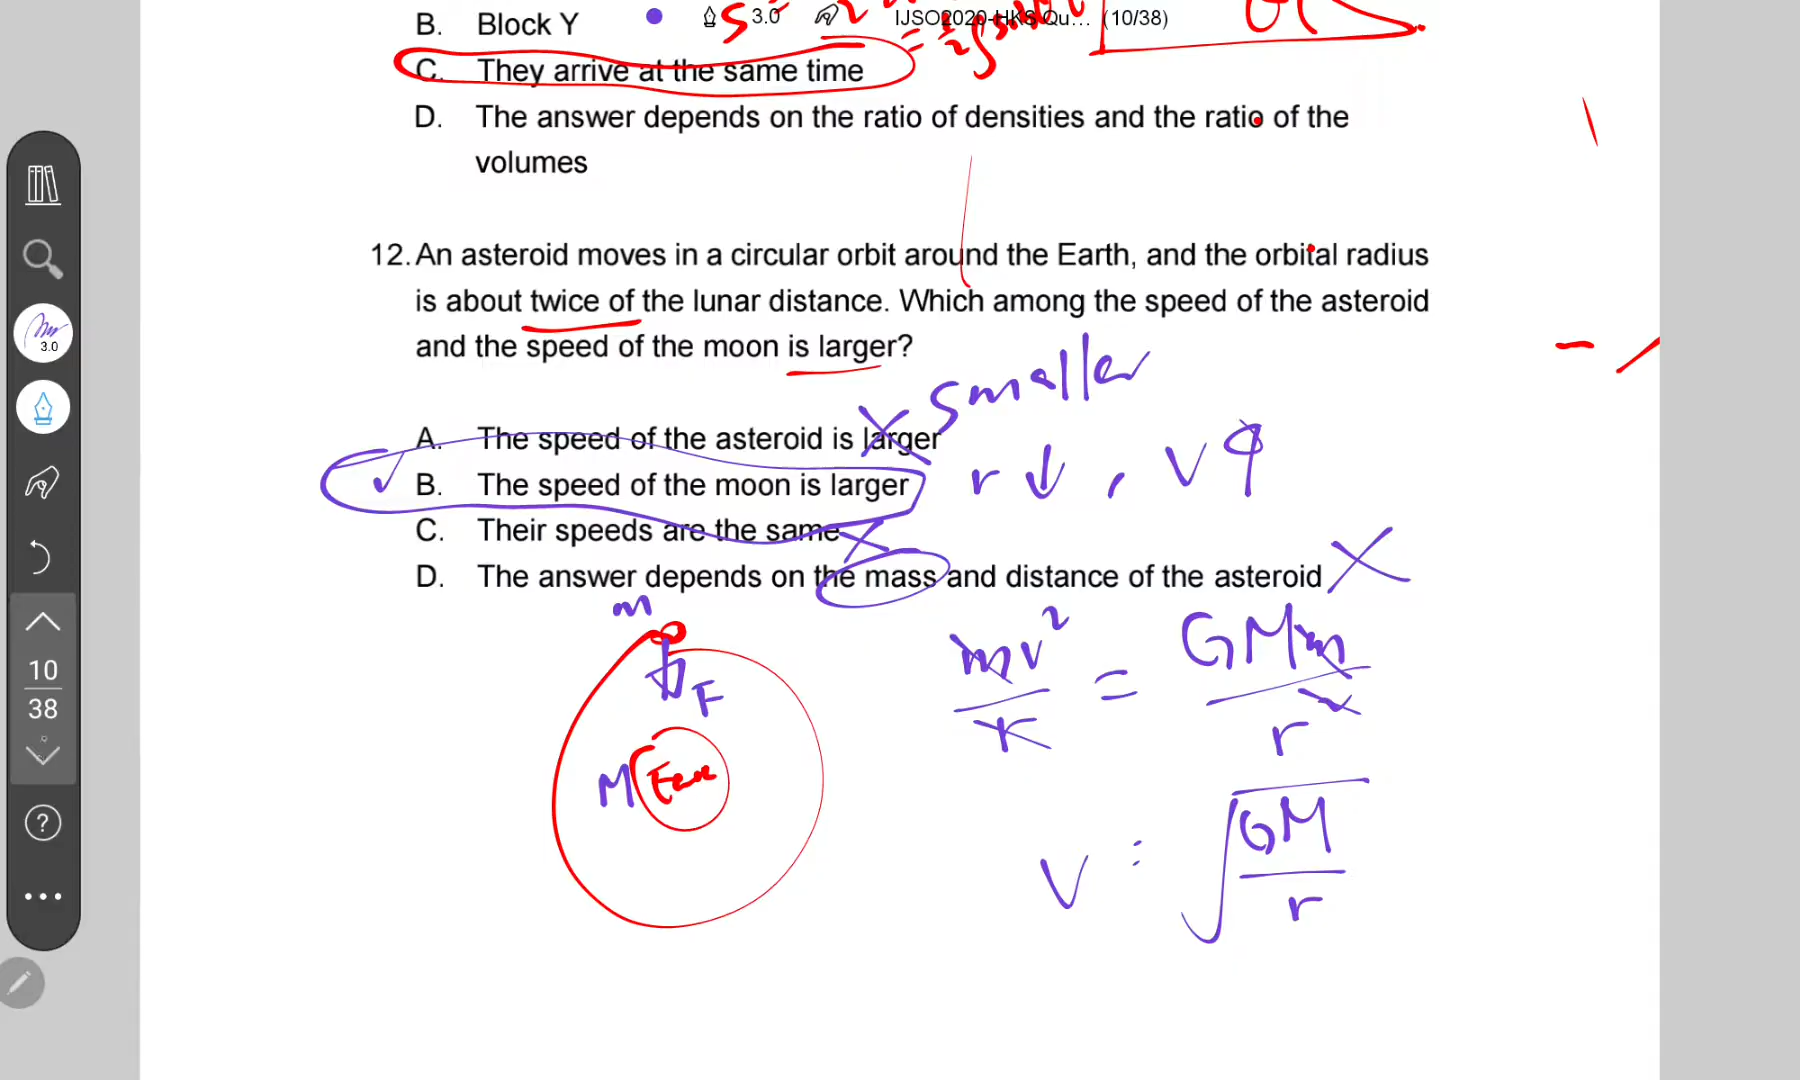 B. Block Y
3.0
IJSO2020-HKS Qu... (10/38)
C. They arrive at the same time
D. The answer depends on the ratio of densities and the ratio of the
volumes
12. An asteroid moves in a circular orbit around the Earth, and the orbital radius
is about twice of the lunar distance. Which among the speed of the asteroid
and the speed of the moon is larger?
smaller
A. The speed of the asteroid is larger
B. The speed of the moon is larger
r ↓, v ↑
C. Their speeds are the same
D. The answer depends on the mass and distance of the asteroid
m
F
M
mv²/r = GMm/r²
v = √(GM/r)
3.0
10
38
?